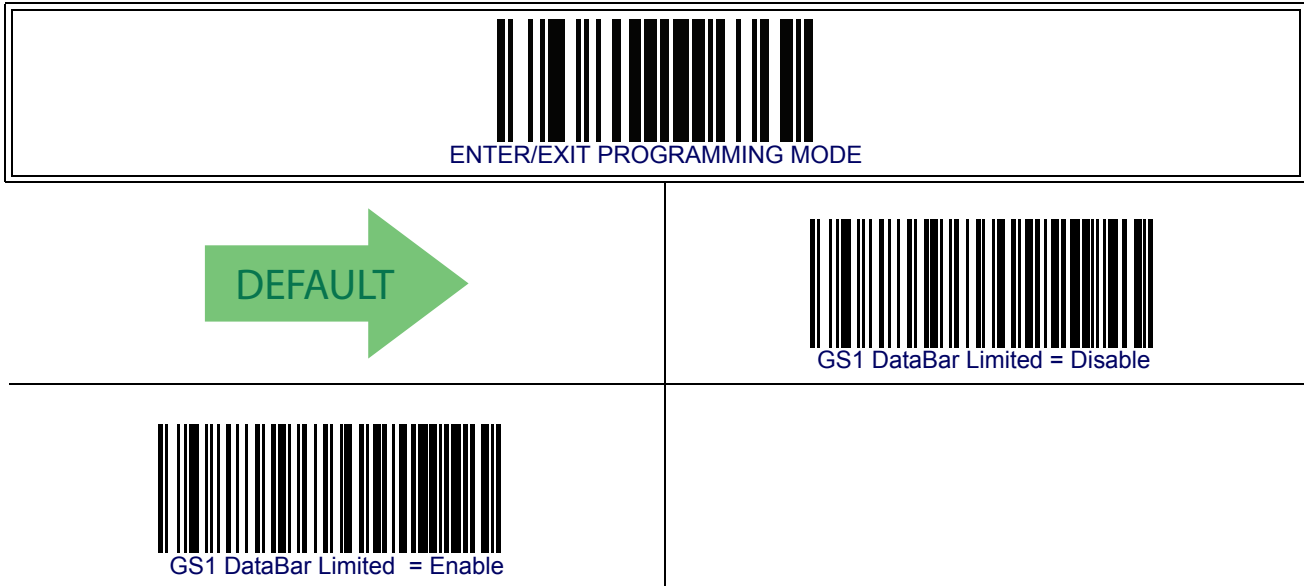 ENTER/EXIT PROGRAMMING MODE
DEFAULT
GS1 DataBar Limited = Disable
GS1 DataBar Limited  = Enable